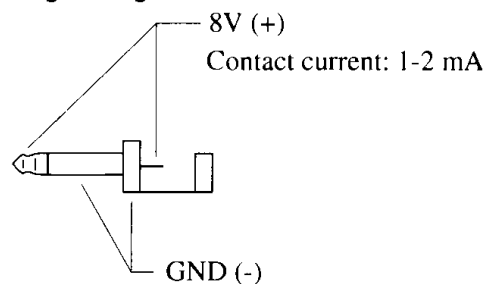 8V (+)
Contact current: 1-2 mA
GND (-)